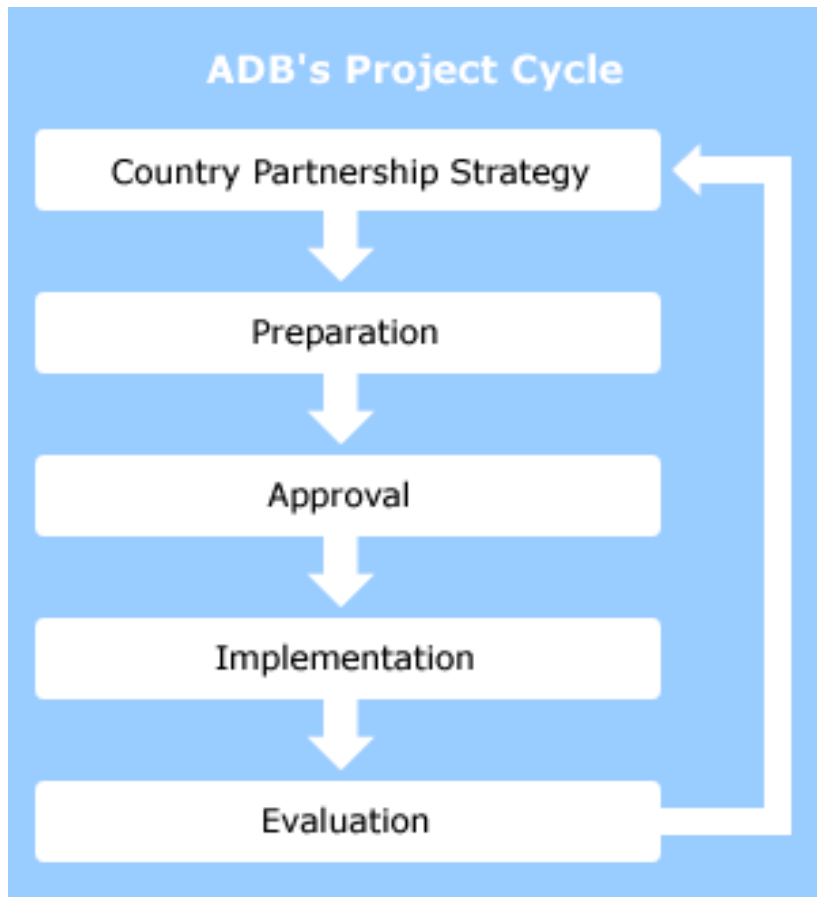 ADB's Project Cycle
Country Partnership Strategy
Preparation
Approval
Implementation
Evaluation